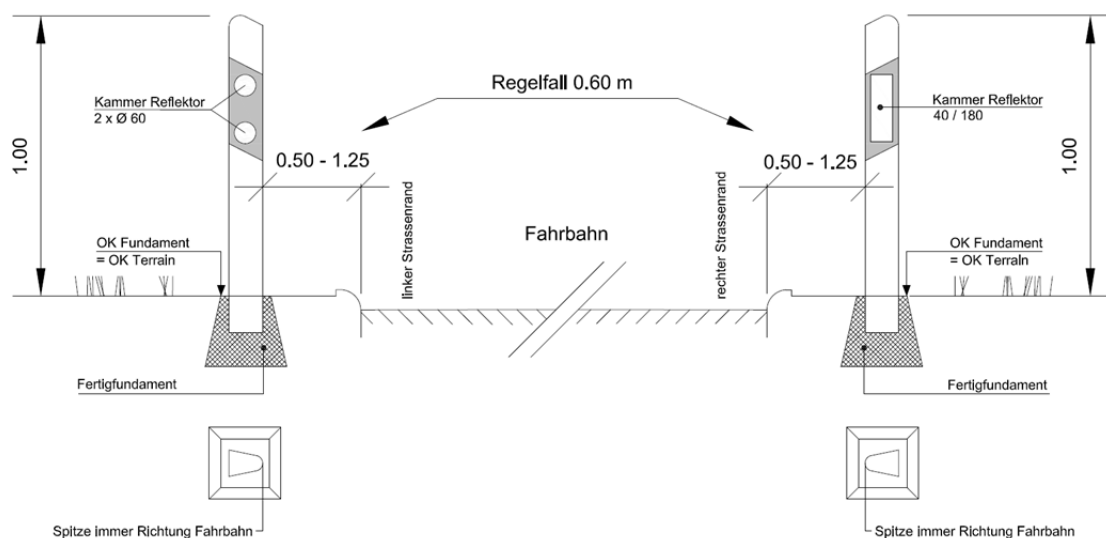 Regelfall 0.60 m
Kammer Reflektor
2 x Ø 60
Kammer Reflektor
40 / 180
1.00
1.00
0.50 - 1.25
0.50 - 1.25
linker Strassenrand
rechter Strassenrand
Fahrbahn
OK Fundament
= OK Terrain
OK Fundament
= OK Terrain
Fertigfundament
Fertigfundament
Spitze immer Richtung Fahrbahn
Spitze immer Richtung Fahrbahn